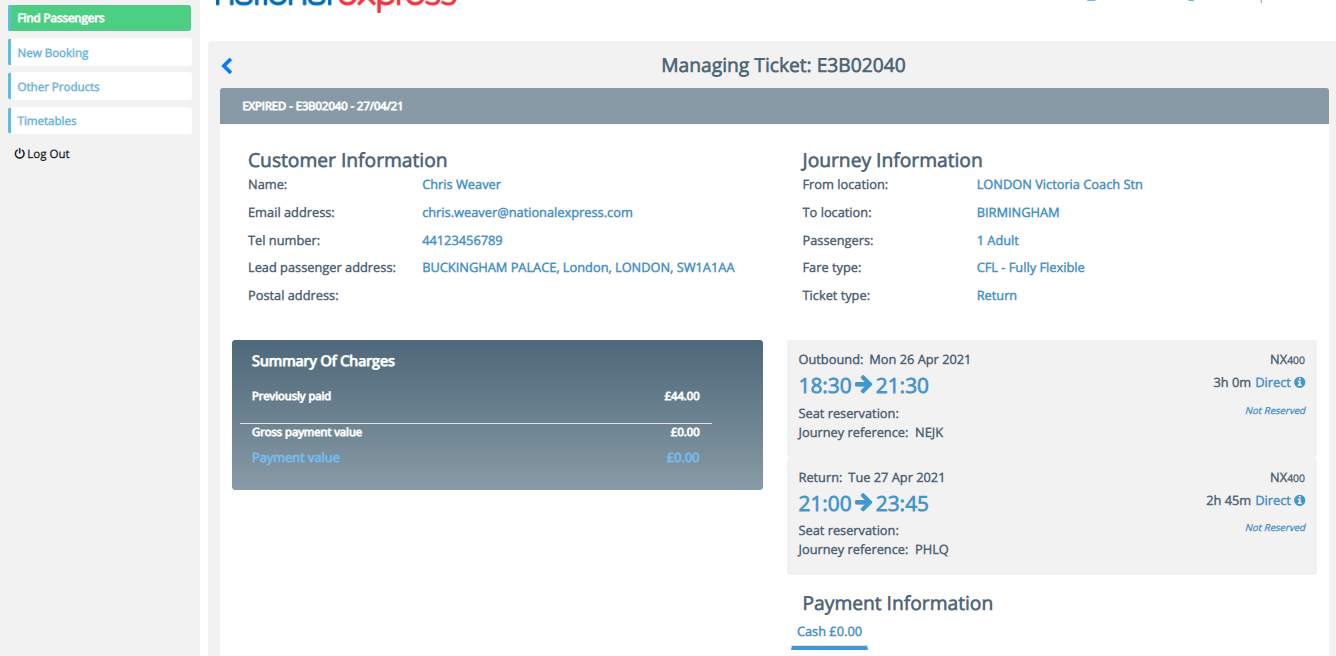 nationalexpress
Find Passengers
New Booking
Other Products
Timetables
Log Out
Managing Ticket: E3B02040
EXPIRED - E3B02040 - 27/04/21
Customer Information
Name: Chris Weaver
Email address: chris.weaver@nationalexpress.com
Tel number: 44123456789
Lead passenger address: BUCKINGHAM PALACE, London, LONDON, SW1A1AA
Postal address:
Journey Information
From location: LONDON Victoria Coach Stn
To location: BIRMINGHAM
Passengers: 1 Adult
Fare type: CFL - Fully Flexible
Ticket type: Return
Summary Of Charges
Previously paid £44.00
Gross payment value £0.00
Payment value £0.00
Outbound: Mon 26 Apr 2021 NX400
18:30 → 21:30 3h 0m Direct
Seat reservation: Not Reserved
Journey reference: NEJK
Return: Tue 27 Apr 2021 NX400
21:00 → 23:45 2h 45m Direct
Seat reservation: Not Reserved
Journey reference: PHLQ
Payment Information
Cash £0.00